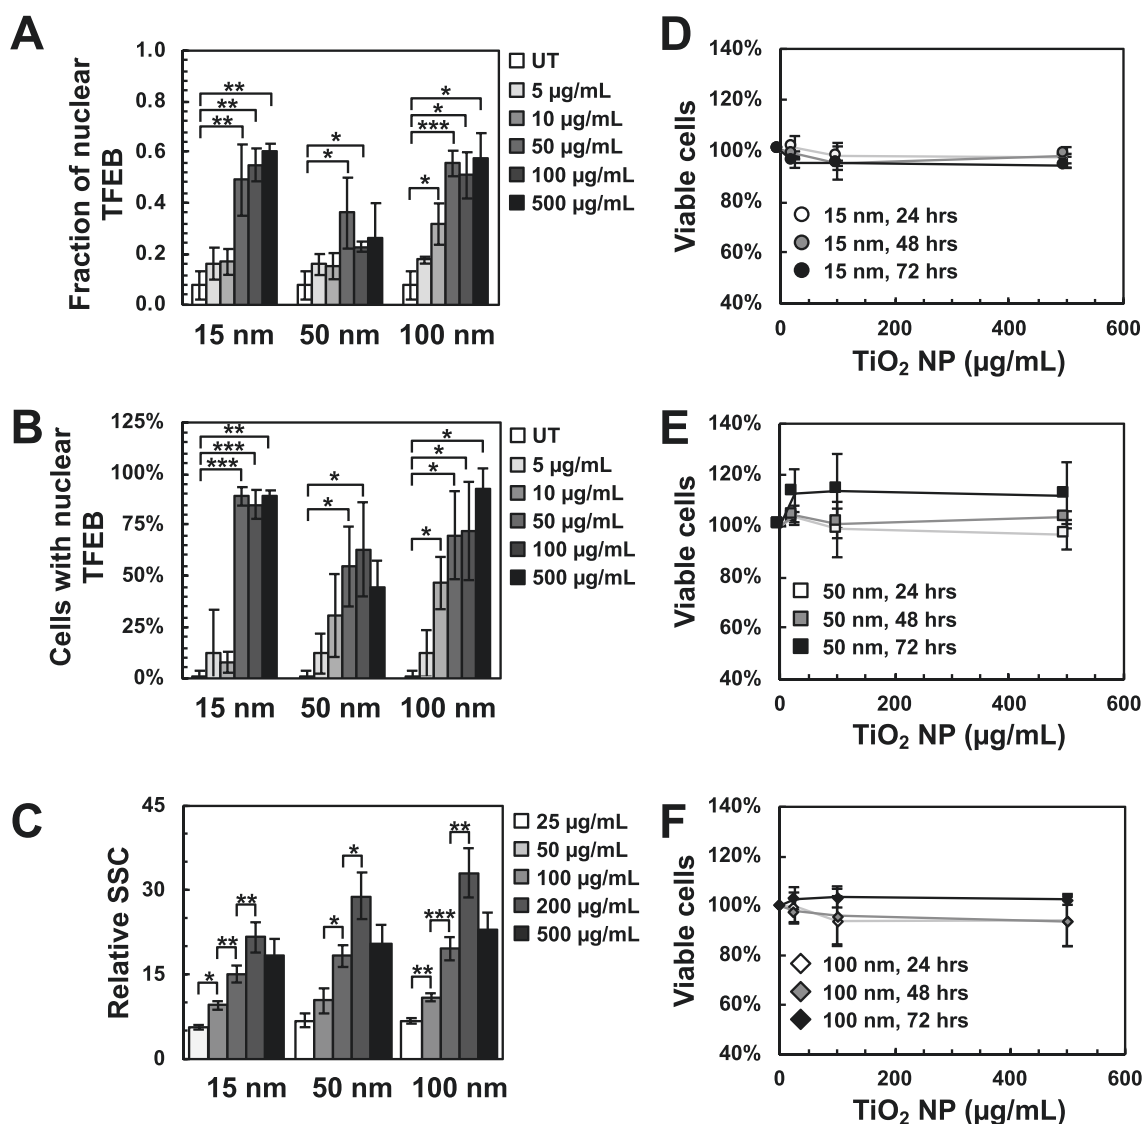 A
Fraction of nuclear
TFEB
1.0
0.8
0.6
0.4
0.2
0.0
**
**
**
*
*
*
*
***
*
15 nm
50 nm
100 nm
UT
5 µg/mL
10 µg/mL
50 µg/mL
100 µg/mL
500 µg/mL
D
Viable cells
140%
120%
100%
80%
60%
40%
15 nm, 24 hrs
15 nm, 48 hrs
15 nm, 72 hrs
0
200
400
600
TiO₂ NP (µg/mL)
B
Cells with nuclear
TFEB
125%
100%
75%
50%
25%
0%
**
***
***
*
*
*
*
*
*
15 nm
50 nm
100 nm
UT
5 µg/mL
10 µg/mL
50 µg/mL
100 µg/mL
500 µg/mL
E
Viable cells
140%
120%
100%
80%
60%
40%
50 nm, 24 hrs
50 nm, 48 hrs
50 nm, 72 hrs
0
200
400
600
TiO₂ NP (µg/mL)
C
Relative SSC
45
30
15
0
*
**
**
*
*
**
***
**
15 nm
50 nm
100 nm
25 µg/mL
50 µg/mL
100 µg/mL
200 µg/mL
500 µg/mL
F
Viable cells
140%
120%
100%
80%
60%
40%
100 nm, 24 hrs
100 nm, 48 hrs
100 nm, 72 hrs
0
200
400
600
TiO₂ NP (µg/mL)